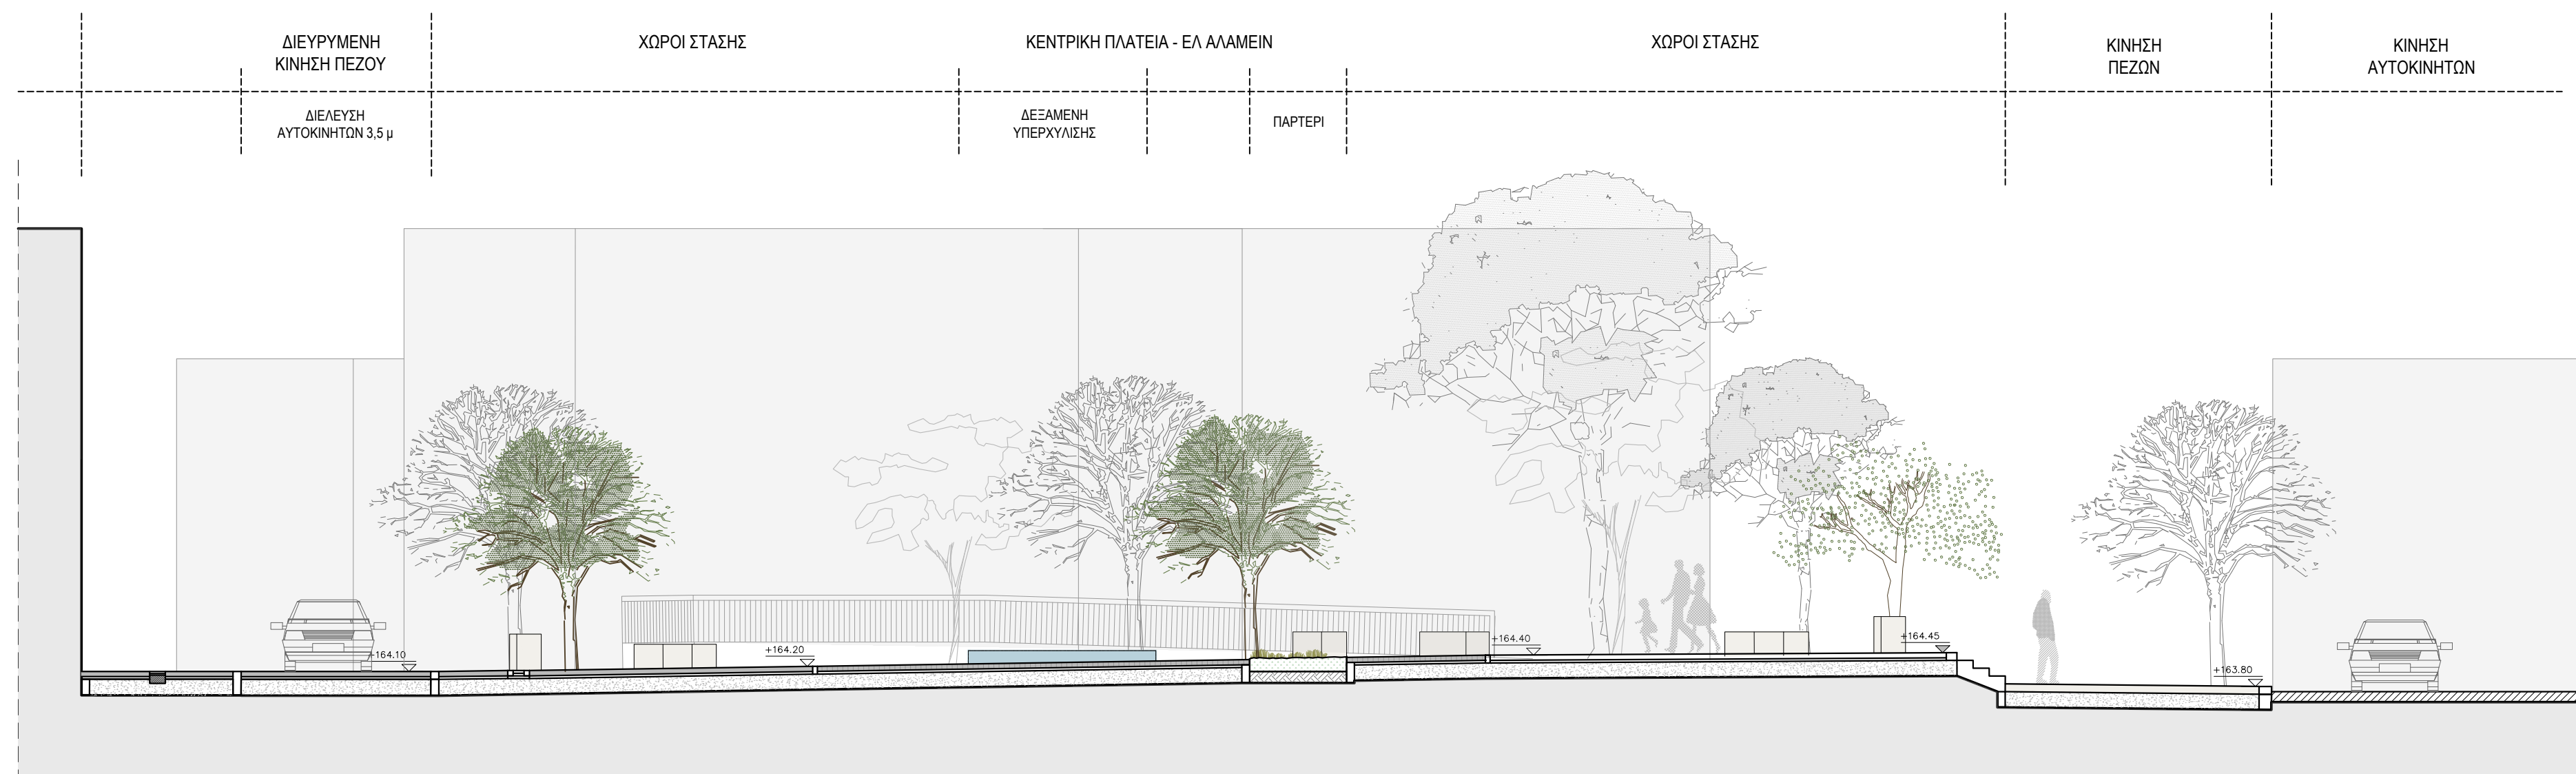 ΔΙΕΥΡΥΜΕΝΗ
ΚΙΝΗΣΗ ΠΕΖΟΥ
ΧΩΡΟΙ ΣΤΑΣΗΣ
ΚΕΝΤΡΙΚΗ ΠΛΑΤΕΙΑ - ΕΛ ΑΛΑΜΕΙΝ
ΧΩΡΟΙ ΣΤΑΣΗΣ
ΚΙΝΗΣΗ
ΠΕΖΩΝ
ΚΙΝΗΣΗ
ΑΥΤΟΚΙΝΗΤΩΝ
ΔΙΕΛΕΥΣΗ
ΑΥΤΟΚΙΝΗΤΩΝ 3,5 μ
ΔΕΞΑΜΕΝΗ
ΥΠΕΡΧΥΛΙΣΗΣ
ΠΑΡΤΕΡΙ
+164.10
+164.20
+164.40
+164.45
+163.80